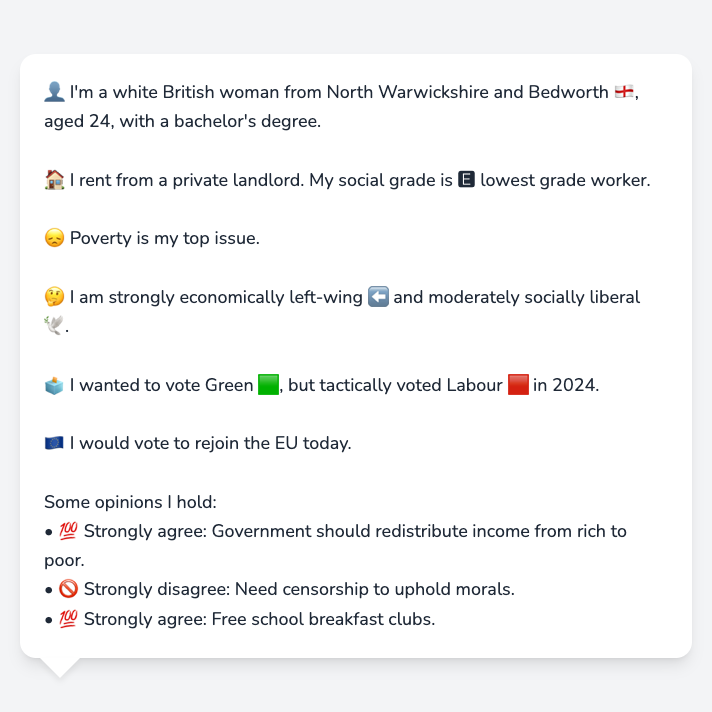 👤 I'm a white British woman from North Warwickshire and Bedworth 🏴󠁧󠁢󠁥󠁮󠁧󠁿,
aged 24, with a bachelor's degree.
🏠 I rent from a private landlord. My social grade is 🅴 lowest grade worker.
😞 Poverty is my top issue.
🤔 I am strongly economically left-wing ⬅️ and moderately socially liberal
🕊️.
🗳️ I wanted to vote Green 🟩, but tactically voted Labour 🟥 in 2024.
🇪🇺 I would vote to rejoin the EU today.
Some opinions I hold:
• 💯 Strongly agree: Government should redistribute income from rich to
poor.
• 🚫 Strongly disagree: Need censorship to uphold morals.
• 💯 Strongly agree: Free school breakfast clubs.